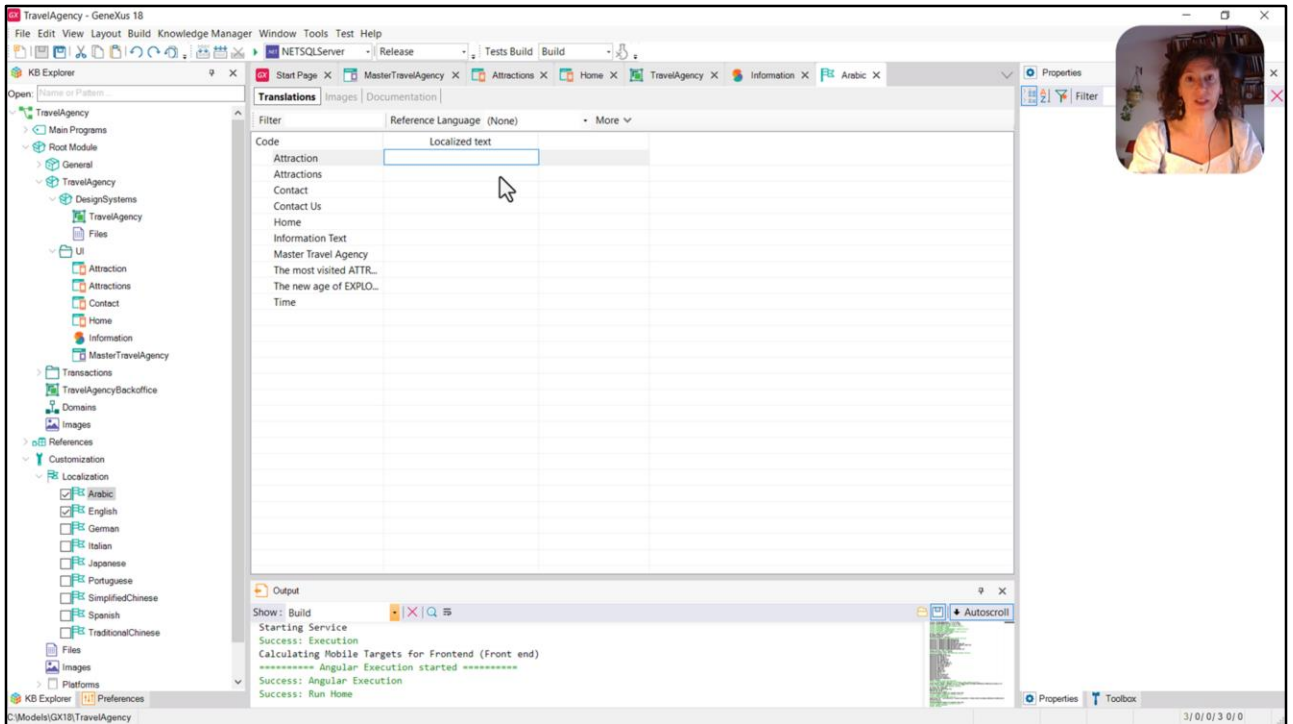 TravelAgency - GeneXus 18
File Edit View Layout Build Knowledge Manager Window Tools Test Help
NETSQLServer Release Tests Build Build
KB Explorer
Open: Name or Pattern...
TravelAgency
Main Programs
Root Module
General
TravelAgency
DesignSystems
TravelAgency
Files
UI
Attraction
Attractions
Contact
Home
Information
MasterTravelAgency
Transactions
TravelAgencyBackoffice
Domains
Images
References
Customization
Localization
Arabic
English
German
Italian
Japanese
Portuguese
SimplifiedChinese
Spanish
TraditionalChinese
Files
Images
Platforms
KB Explorer Preferences
Start Page MasterTravelAgency Attractions Home TravelAgency Information Arabic
Translations Images Documentation
Filter Reference Language (None) More
Code Localized text
Attraction
Attractions
Contact
Contact Us
Home
Information Text
Master Travel Agency
The most visited ATTR...
The new age of EXPLO...
Time
Output
Show: Build Autoscroll
Starting Service
Success: Execution
Calculating Mobile Targets for Frontend (Front end)
========== Angular Execution started ==========
Success: Angular Execution
Success: Run Home
Properties
Filter
Properties Toolbox
C:\Models\GX18\TravelAgency
3/ 0/ 0/ 3 0/ 0